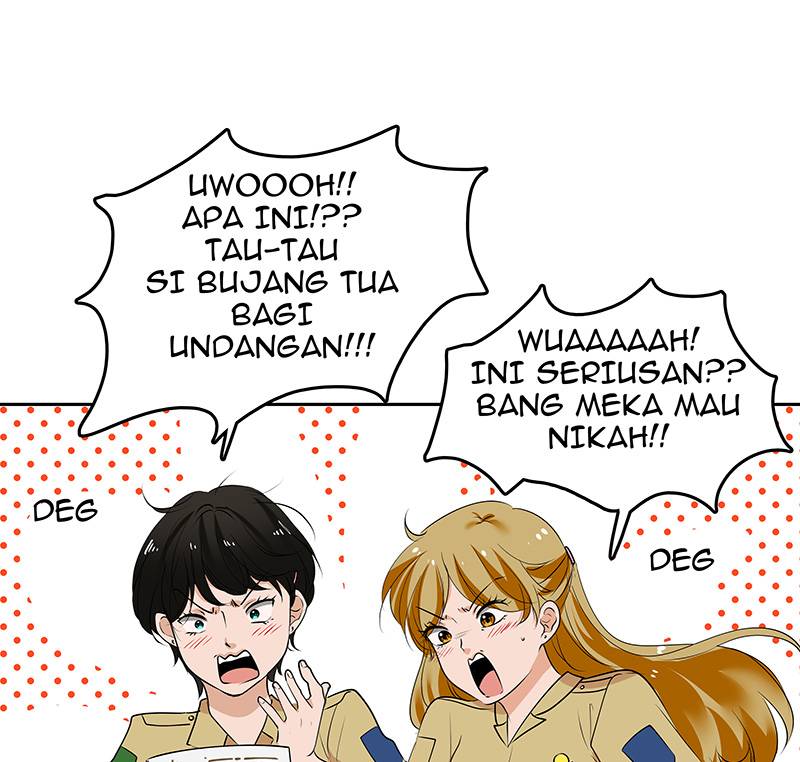 UWOOOH!!
APA INI!??
TAU-TAU
SI BUJANG TUA
BAGI
UNDANGAN!!!
WUAAAAAH!
INI SERIUSAN??
BANG MEKA MAU
NIKAH!!
DEG
DEG